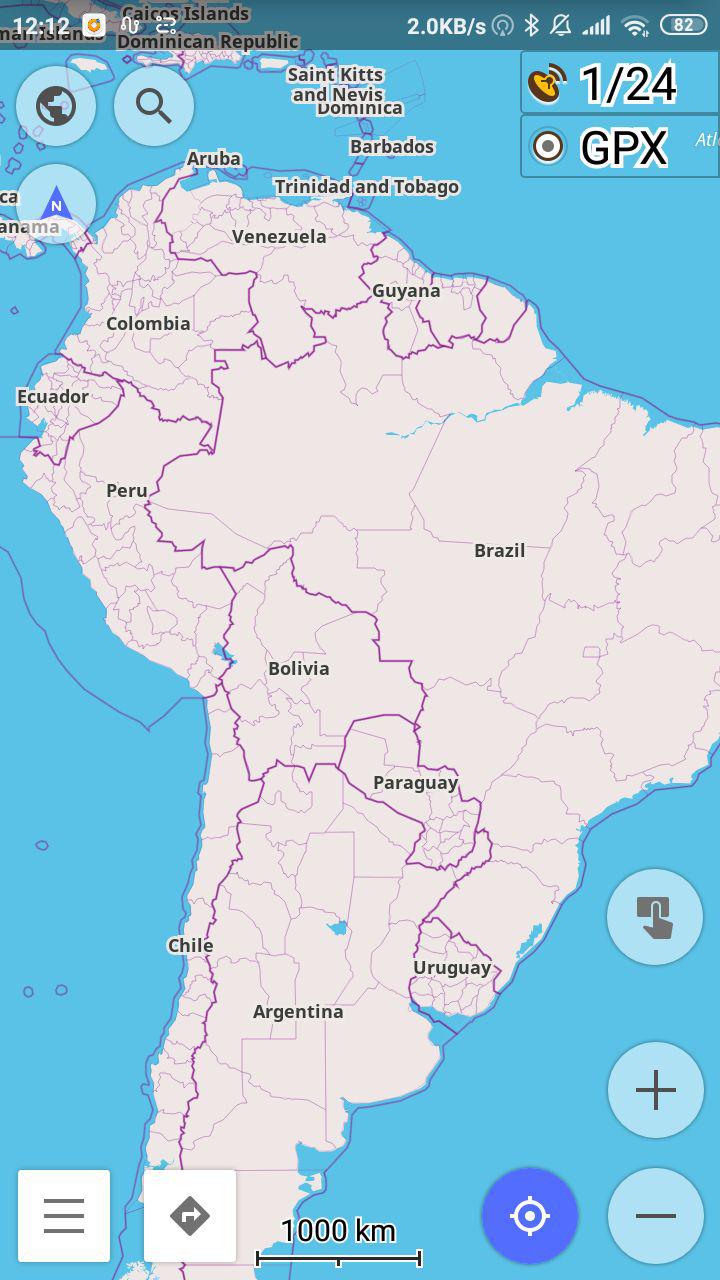 12:12
2.0KB/s
82
Caicos Islands
man Islands
Dominican Republic
Saint Kitts
and Nevis
Dominica
1/24
GPX
Atl
Barbados
Aruba
Trinidad and Tobago
ca
N
anama
Venezuela
Guyana
Colombia
Ecuador
Peru
Brazil
Bolivia
Paraguay
Chile
Uruguay
Argentina
1000 km